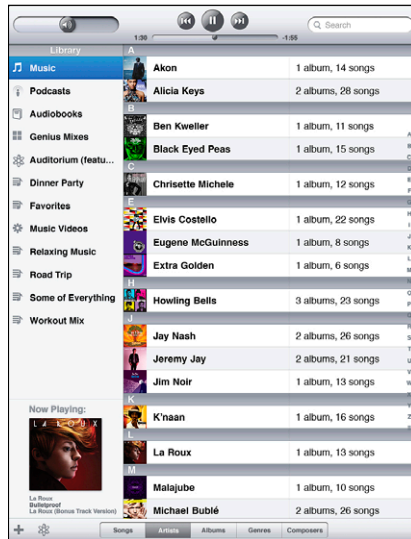 Search
1:30 -1:55
Library
Music
Podcasts
Audiobooks
Genius Mixes
Auditorium (featu...
Dinner Party
Favorites
Music Videos
Relaxing Music
Road Trip
Some of Everything
Workout Mix
A
Akon 1 album, 14 songs
Alicia Keys 2 albums, 28 songs
B
Ben Kweller 1 album, 11 songs
Black Eyed Peas 1 album, 15 songs
C
Chrisette Michele 1 album, 12 songs
E
Elvis Costello 1 album, 22 songs
Eugene McGuinness 1 album, 8 songs
Extra Golden 1 album, 6 songs
H
Howling Bells 3 albums, 23 songs
J
Jay Nash 2 albums, 26 songs
Jeremy Jay 2 albums, 21 songs
Jim Noir 1 album, 13 songs
K
K'naan 1 album, 16 songs
L
La Roux 1 album, 13 songs
M
Malajube 1 album, 10 songs
Michael Bublé 2 albums, 26 songs
Now Playing:
LA ROUX
La Roux
Bulletproof
La Roux (Bonus Track Version)
Songs Artists Albums Genres Composers